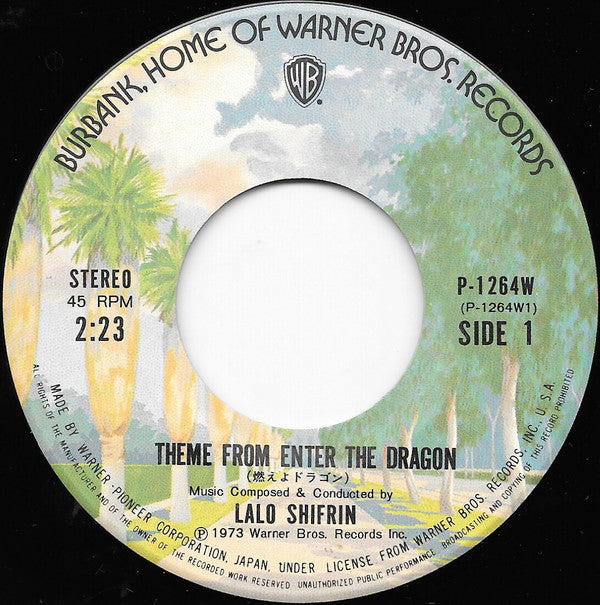 BURBANK, HOME OF WARNER BROS. RECORDS
WB
STEREO
45 RPM
2:23
P-1264W
(P-1264W1)
SIDE 1
THEME FROM ENTER THE DRAGON
(燃えよドラゴン)
Music Composed & Conducted by
LALO SHIFRIN
Ⓟ 1973 Warner Bros. Records Inc.
MADE BY WARNER-PIONEER CORPORATION, JAPAN, UNDER LICENSE FROM WARNER BROS. RECORDS, INC., U.S.A.
ALL RIGHTS OF THE MANUFACTURER AND OF THE OWNER OF THE RECORDED WORK RESERVED UNAUTHORIZED PUBLIC PERFORMANCE BROADCASTING AND COPYING OF THIS RECORD PROHIBITED